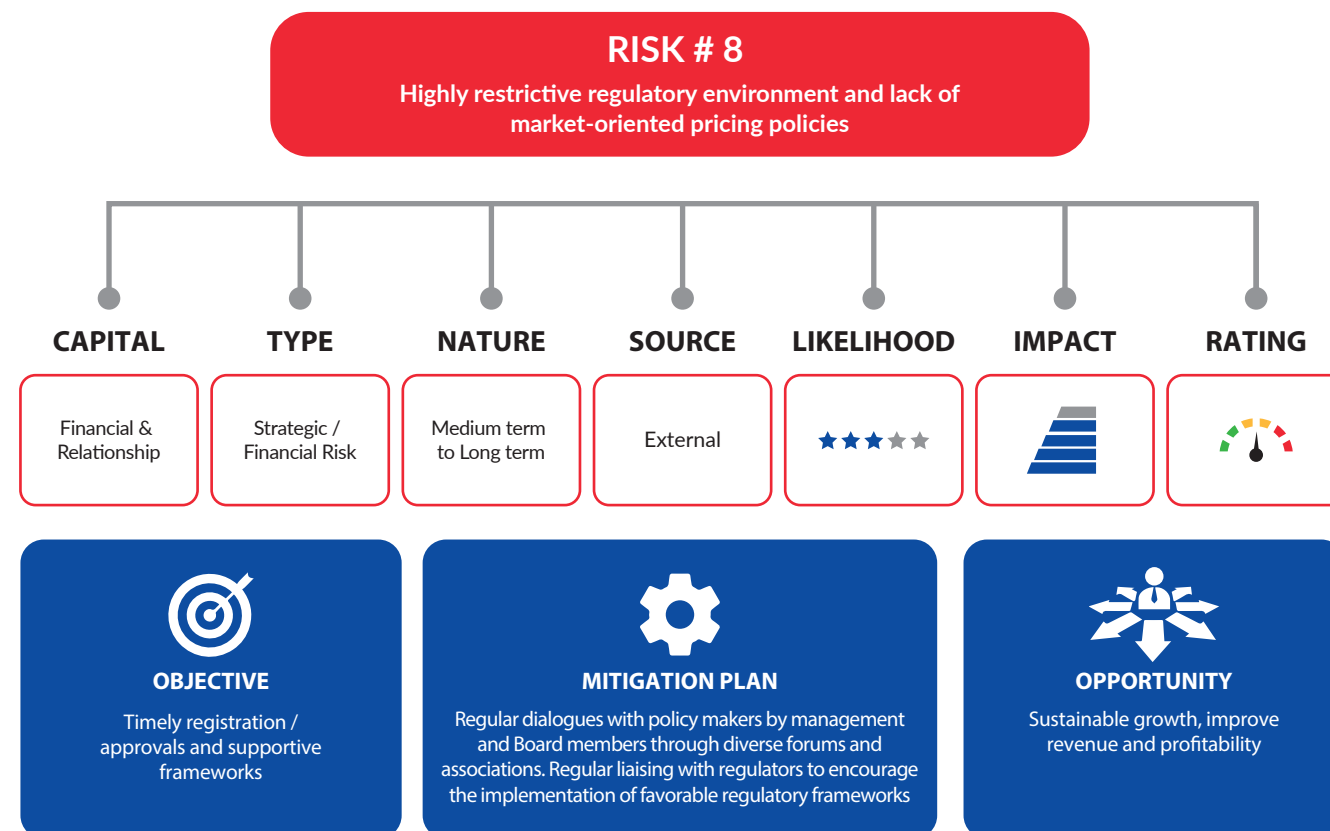 RISK # 8
Highly restrictive regulatory environment and lack of
market-oriented pricing policies
CAPITAL
TYPE
NATURE
SOURCE
LIKELIHOOD
IMPACT
RATING
Financial &
Relationship
Strategic /
Financial Risk
Medium term
to Long term
External
OBJECTIVE
Timely registration /
approvals and supportive
frameworks
MITIGATION PLAN
Regular dialogues with policy makers by management
and Board members through diverse forums and
associations. Regular liaising with regulators to encourage
the implementation of favorable regulatory frameworks
OPPORTUNITY
Sustainable growth, improve
revenue and profitability